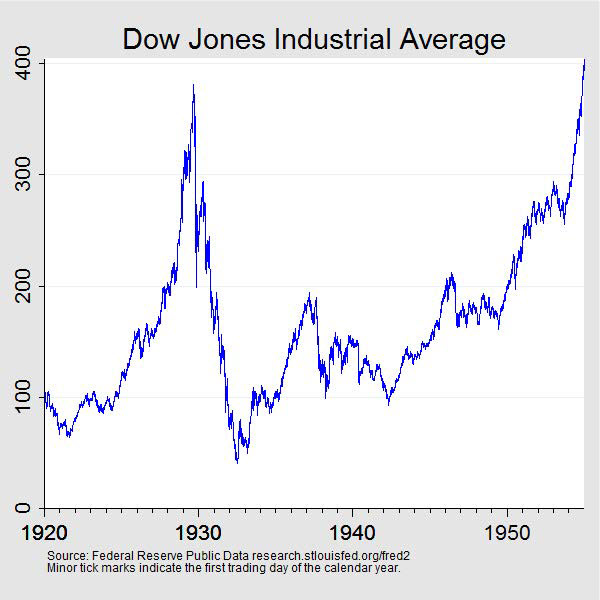 Dow Jones Industrial Average
400
300
200
100
0
1920 1930 1940 1950
Source: Federal Reserve Public Data research.stlouisfed.org/fred2
Minor tick marks indicate the first trading day of the calendar year.